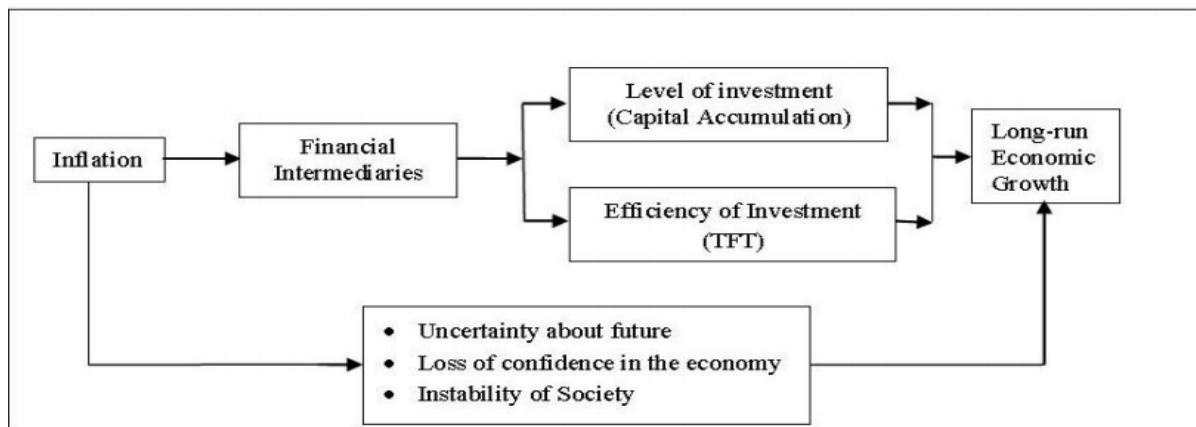 Inflation
Financial
Intermediaries
Level of investment
(Capital Accumulation)
Efficiency of Investment
(TFT)
Long-run
Economic
Growth
• Uncertainty about future
• Loss of confidence in the economy
• Instability of Society